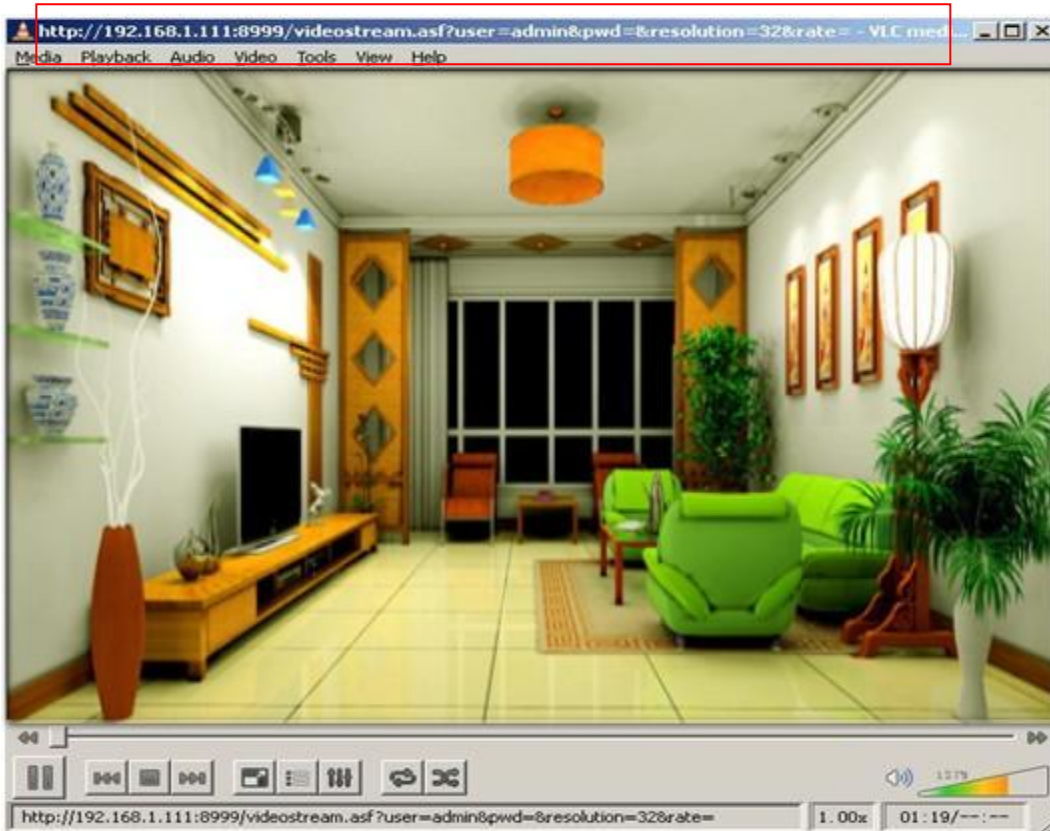 http://192.168.1.111:8999/videostream.asf?user=admin&pwd=&resolution=32&rate= - VLC med...
Media Playback Audio Video Tools View Help
127%
http://192.168.1.111:8999/videostream.asf?user=admin&pwd=&resolution=32&rate=
1.00x
01:19/--:--